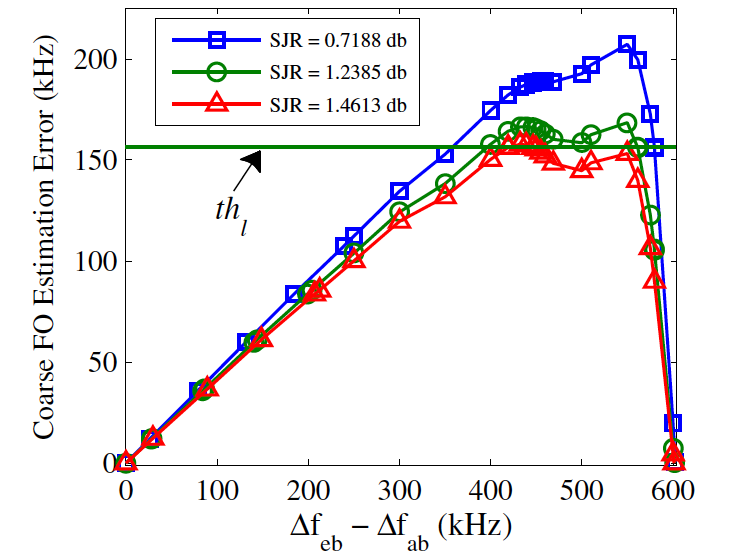 SJR = 0.7188 db
SJR = 1.2385 db
SJR = 1.4613 db
Coarse FO Estimation Error (kHz)
200
150
100
50
0
th_l
0 100 200 300 400 500 600
Δf_eb − Δf_ab (kHz)